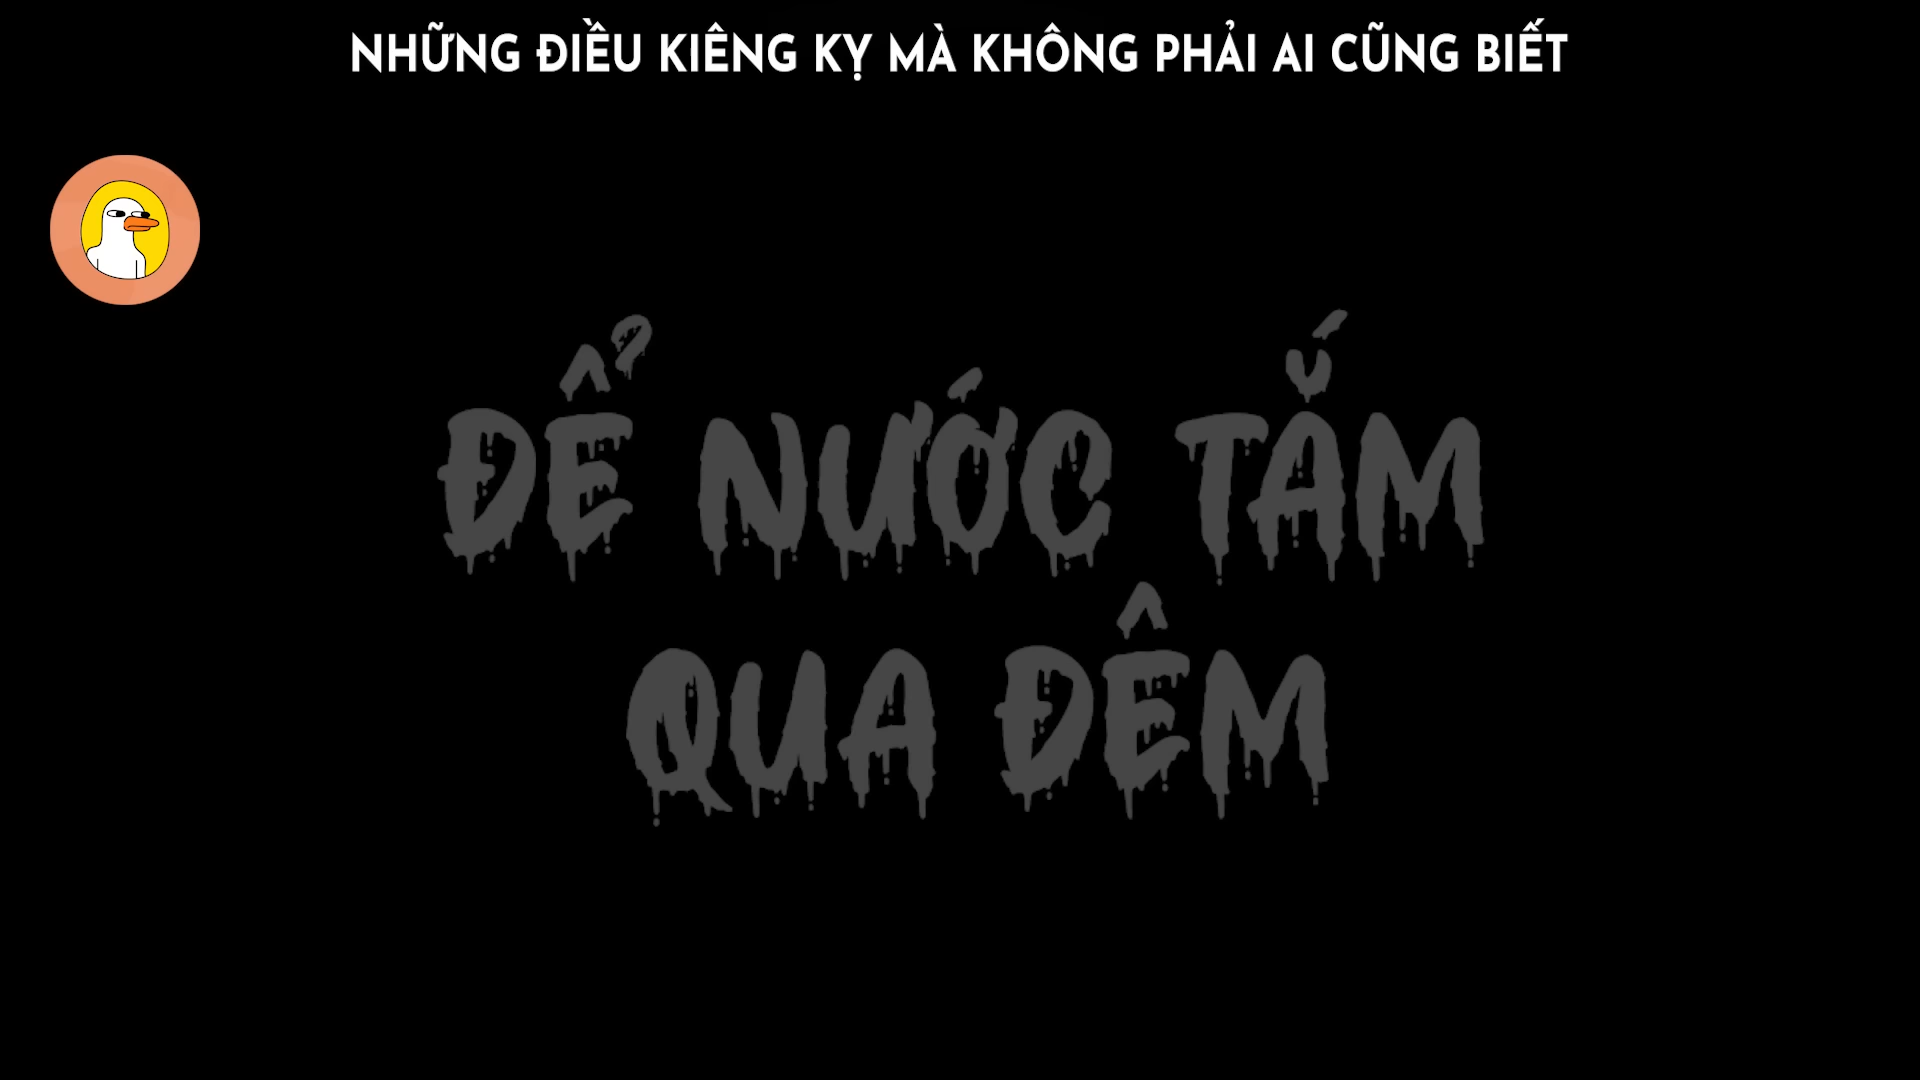 NHỮNG ĐIỀU KIÊNG KỴ MÀ KHÔNG PHẢI AI CŨNG BIẾT
ĐỂ NƯỚC TẮM
QUA ĐÊM